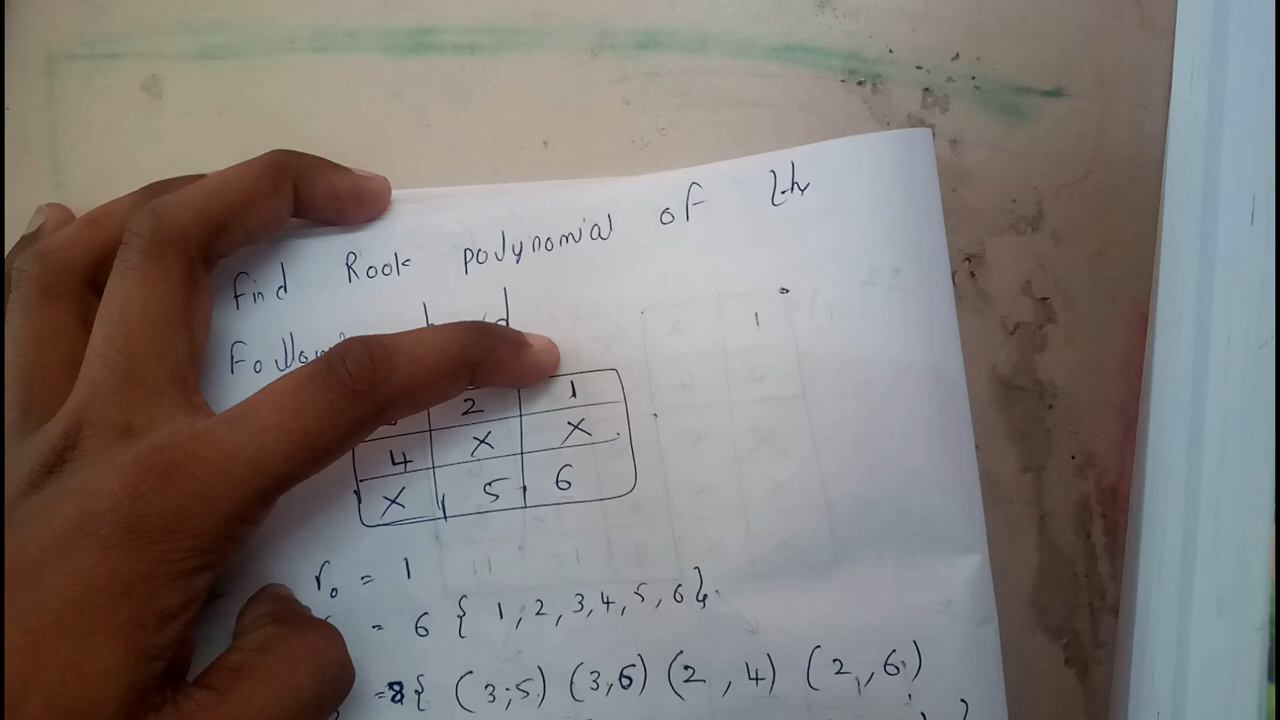 Find Rook polynomial of
2 1
4 X X
X 5 6
r₀ = 1
= 6 { 1, 2, 3, 4, 5, 6 }
= 8 { (3,5) (3,6) (2, 4) (2, 6)